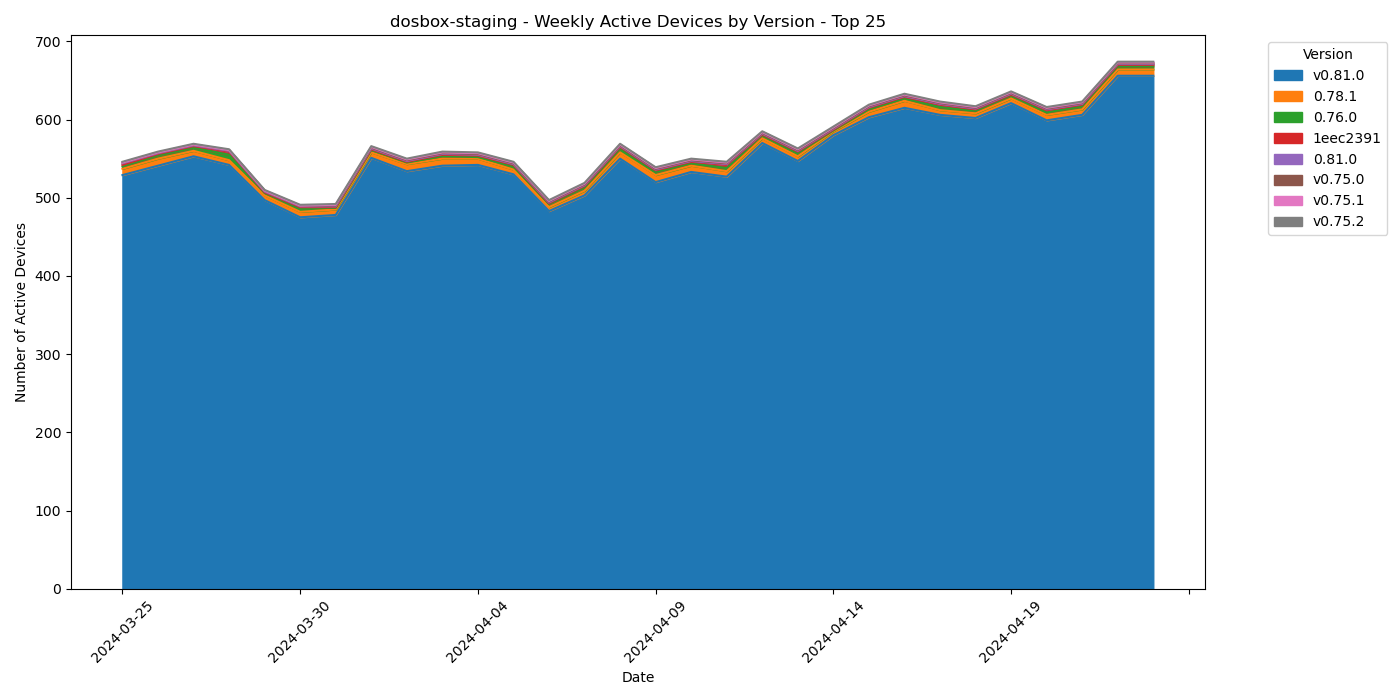 dosbox-staging - Weekly Active Devices by Version - Top 25
Number of Active Devices
700
600
500
400
300
200
100
0
2024-03-25
2024-03-30
2024-04-04
2024-04-09
2024-04-14
2024-04-19
Date
Version
v0.81.0
0.78.1
0.76.0
1eec2391
0.81.0
v0.75.0
v0.75.1
v0.75.2